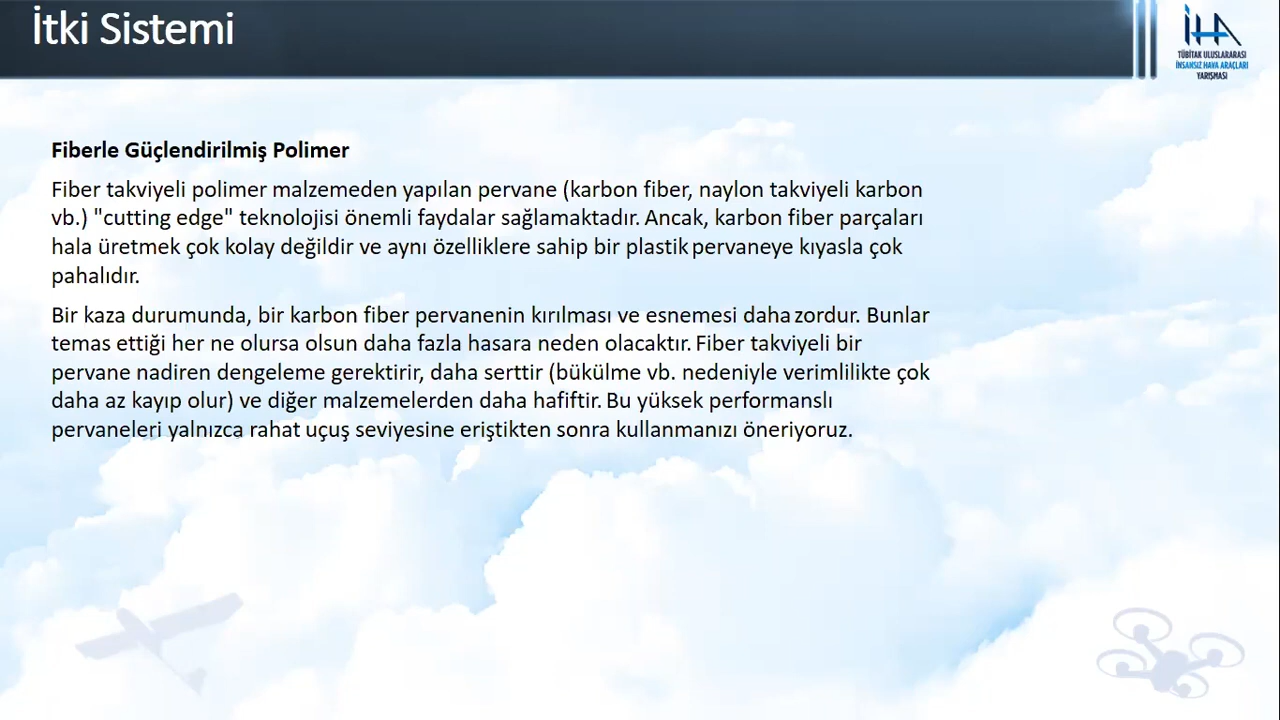 İtki Sistemi
İHA
TÜBİTAK ULUSLARARASI
İNSANSIZ HAVA ARAÇLARI
YARIŞMASI
Fiberle Güçlendirilmiş Polimer
Fiber takviyeli polimer malzemeden yapılan pervane (karbon fiber, naylon takviyeli karbon
vb.) "cutting edge" teknolojisi önemli faydalar sağlamaktadır. Ancak, karbon fiber parçaları
hala üretmek çok kolay değildir ve aynı özelliklere sahip bir plastik pervaneye kıyasla çok
pahalıdır.
Bir kaza durumunda, bir karbon fiber pervanenin kırılması ve esnemesi daha zordur. Bunlar
temas ettiği her ne olursa olsun daha fazla hasara neden olacaktır. Fiber takviyeli bir
pervane nadiren dengeleme gerektirir, daha serttir (bükülme vb. nedeniyle verimlilikte çok
daha az kayıp olur) ve diğer malzemelerden daha hafiftir. Bu yüksek performanslı
pervaneleri yalnızca rahat uçuş seviyesine eriştikten sonra kullanmanızı öneriyoruz.